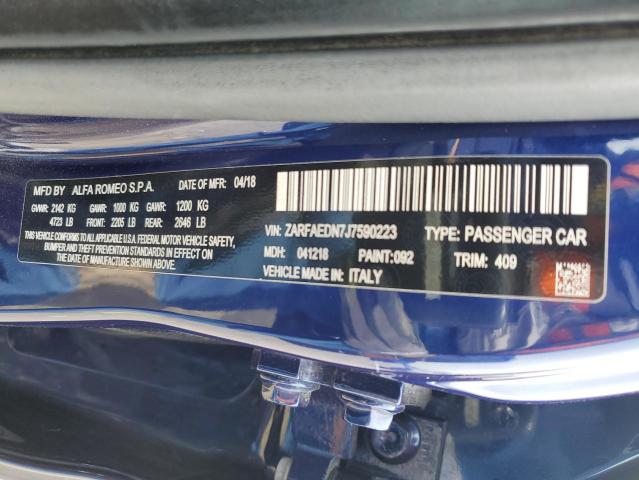 MFD BY ALFA ROMEO S.P.A. DATE OF MFR: 04/18
GVWR: 2142 KG GAWR: 1000 KG GAWR: 1200 KG
4723 LB FRONT: 2205 LB REAR: 2646 LB
THIS VEHICLE CONFORMS TO ALL APPLICABLE U.S.A. FEDERAL MOTOR VEHICLE SAFETY,
BUMPER AND THEFT PREVENTION STANDARDS IN EFFECT ON
THE DATE OF MANUFACTURE SHOWN ABOVE.
VIN: ZARFAEDN7J7590223 TYPE: PASSENGER CAR
MDH: 041218 PAINT: 092 TRIM: 409
VEHICLE MADE IN: ITALY